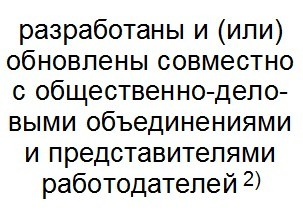 разработаны и (или)
обновлены совместно
с общественно-дело-
выми объединениями
и представителями
работодателей 2)